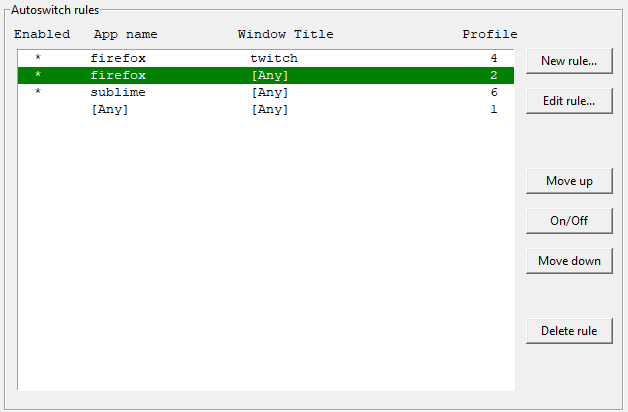 Autoswitch rules
Enabled App name Window Title Profile
* firefox twitch 4
* firefox [Any] 2
* sublime [Any] 6
[Any] [Any] 1
New rule...
Edit rule...
Move up
On/Off
Move down
Delete rule